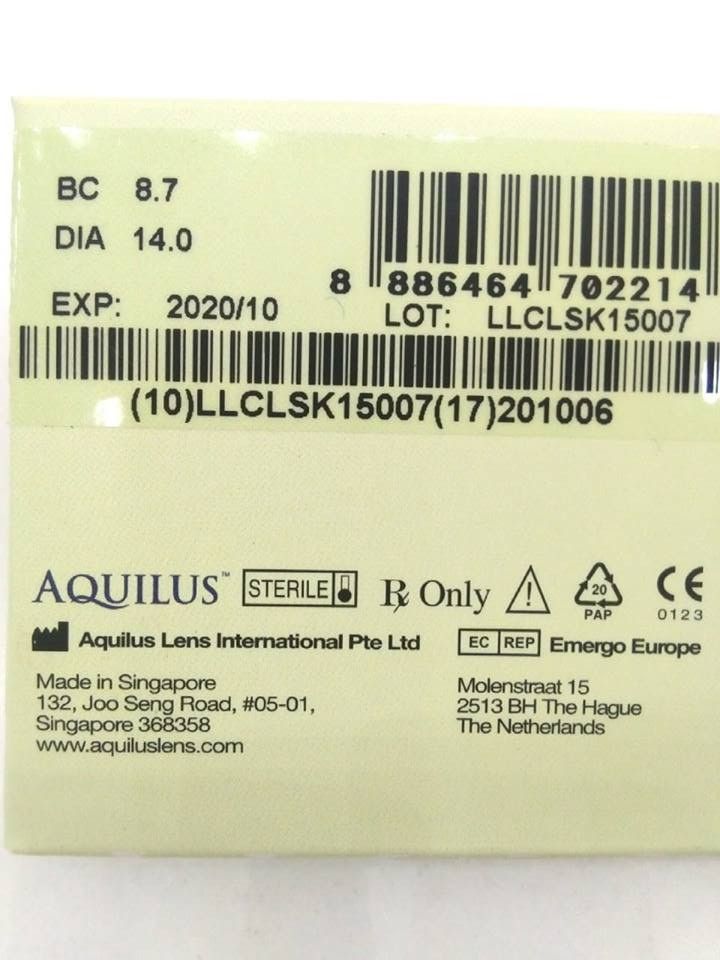 BC 8.7
DIA 14.0
8 886464 702214
EXP: 2020/10
LOT: LLCLSK15007
(10)LLCLSK15007(17)201006
AQUILUS™ STERILE ℞ Only 20 PAP CE 0123
Aquilus Lens International Pte Ltd
Made in Singapore
132, Joo Seng Road, #05-01,
Singapore 368358
www.aquiluslens.com
EC REP Emergo Europe
Molenstraat 15
2513 BH The Hague
The Netherlands